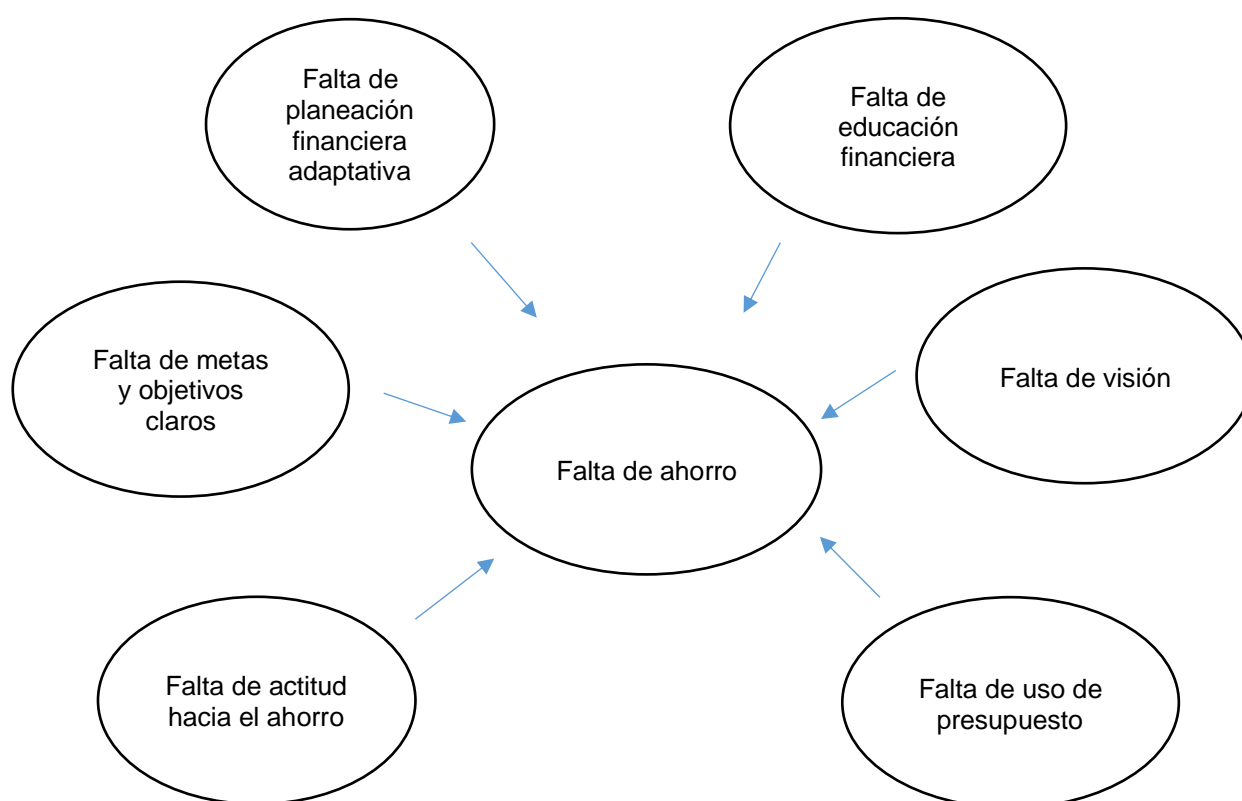 Falta de
planeación
financiera
adaptativa
Falta de
educación
financiera
Falta de metas
y objetivos
claros
Falta de visión
Falta de ahorro
Falta de actitud
hacia el ahorro
Falta de uso de
presupuesto